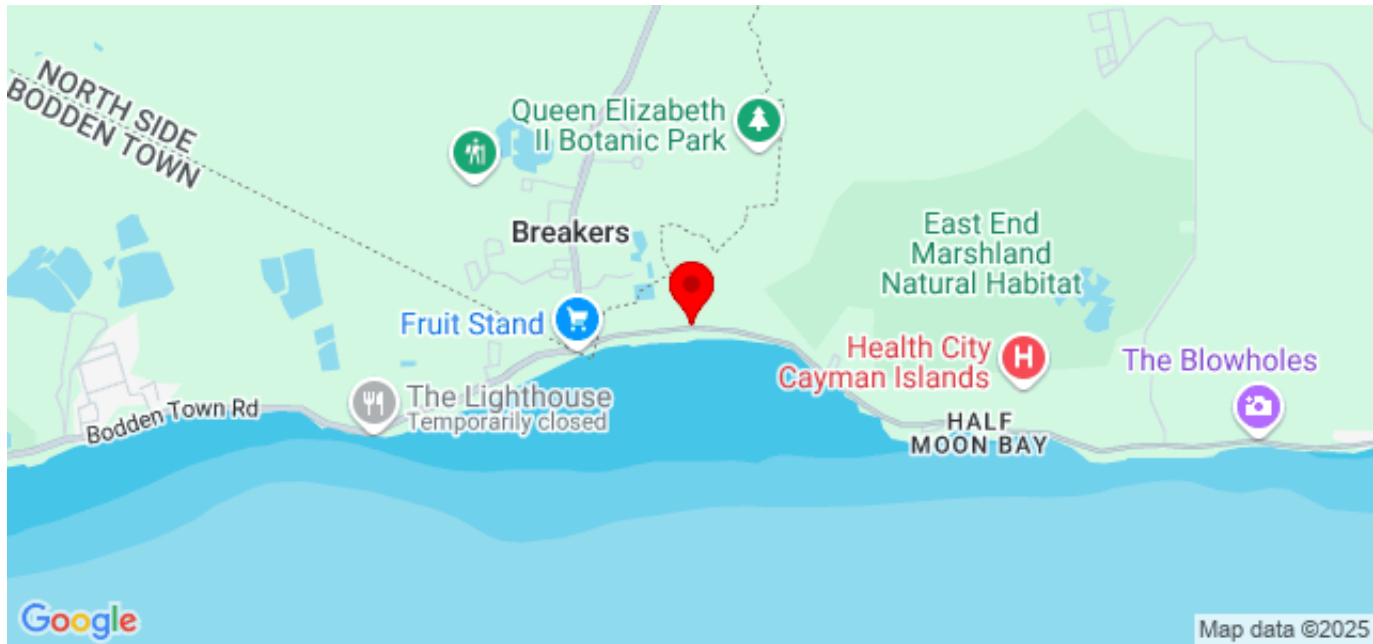 NORTH SIDE
BODDEN TOWN
Queen Elizabeth
II Botanic Park
Breakers
East End
Marshland
Natural Habitat
Fruit Stand
Health City
Cayman Islands
The Blowholes
The Lighthouse
Temporarily closed
Bodden Town Rd
HALF
MOON BAY
H
Google
Map data ©2025